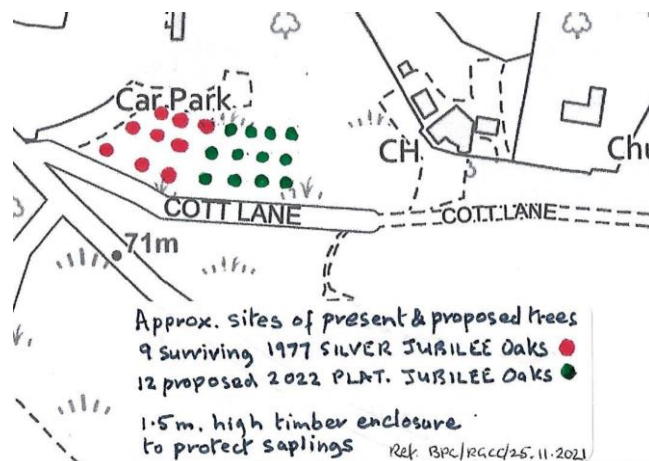 Car Park
CH
Chu
COTT LANE
COTT LANE
71m
Approx. sites of present & proposed trees
9 surviving 1977 SILVER JUBILEE Oaks
12 proposed 2022 PLAT. JUBILEE Oaks
1.5m. high timber enclosure
to protect saplings
Ref. BPC/RGCC/25.11.2021